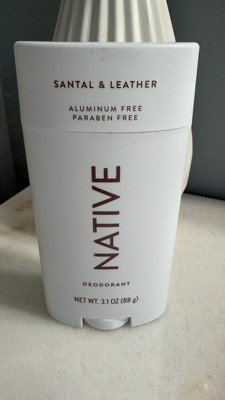 SANTAL & LEATHER
ALUMINUM FREE
PARABEN FREE
NATIVE
DEODORANT
NET WT. 3.1 OZ (88 g)